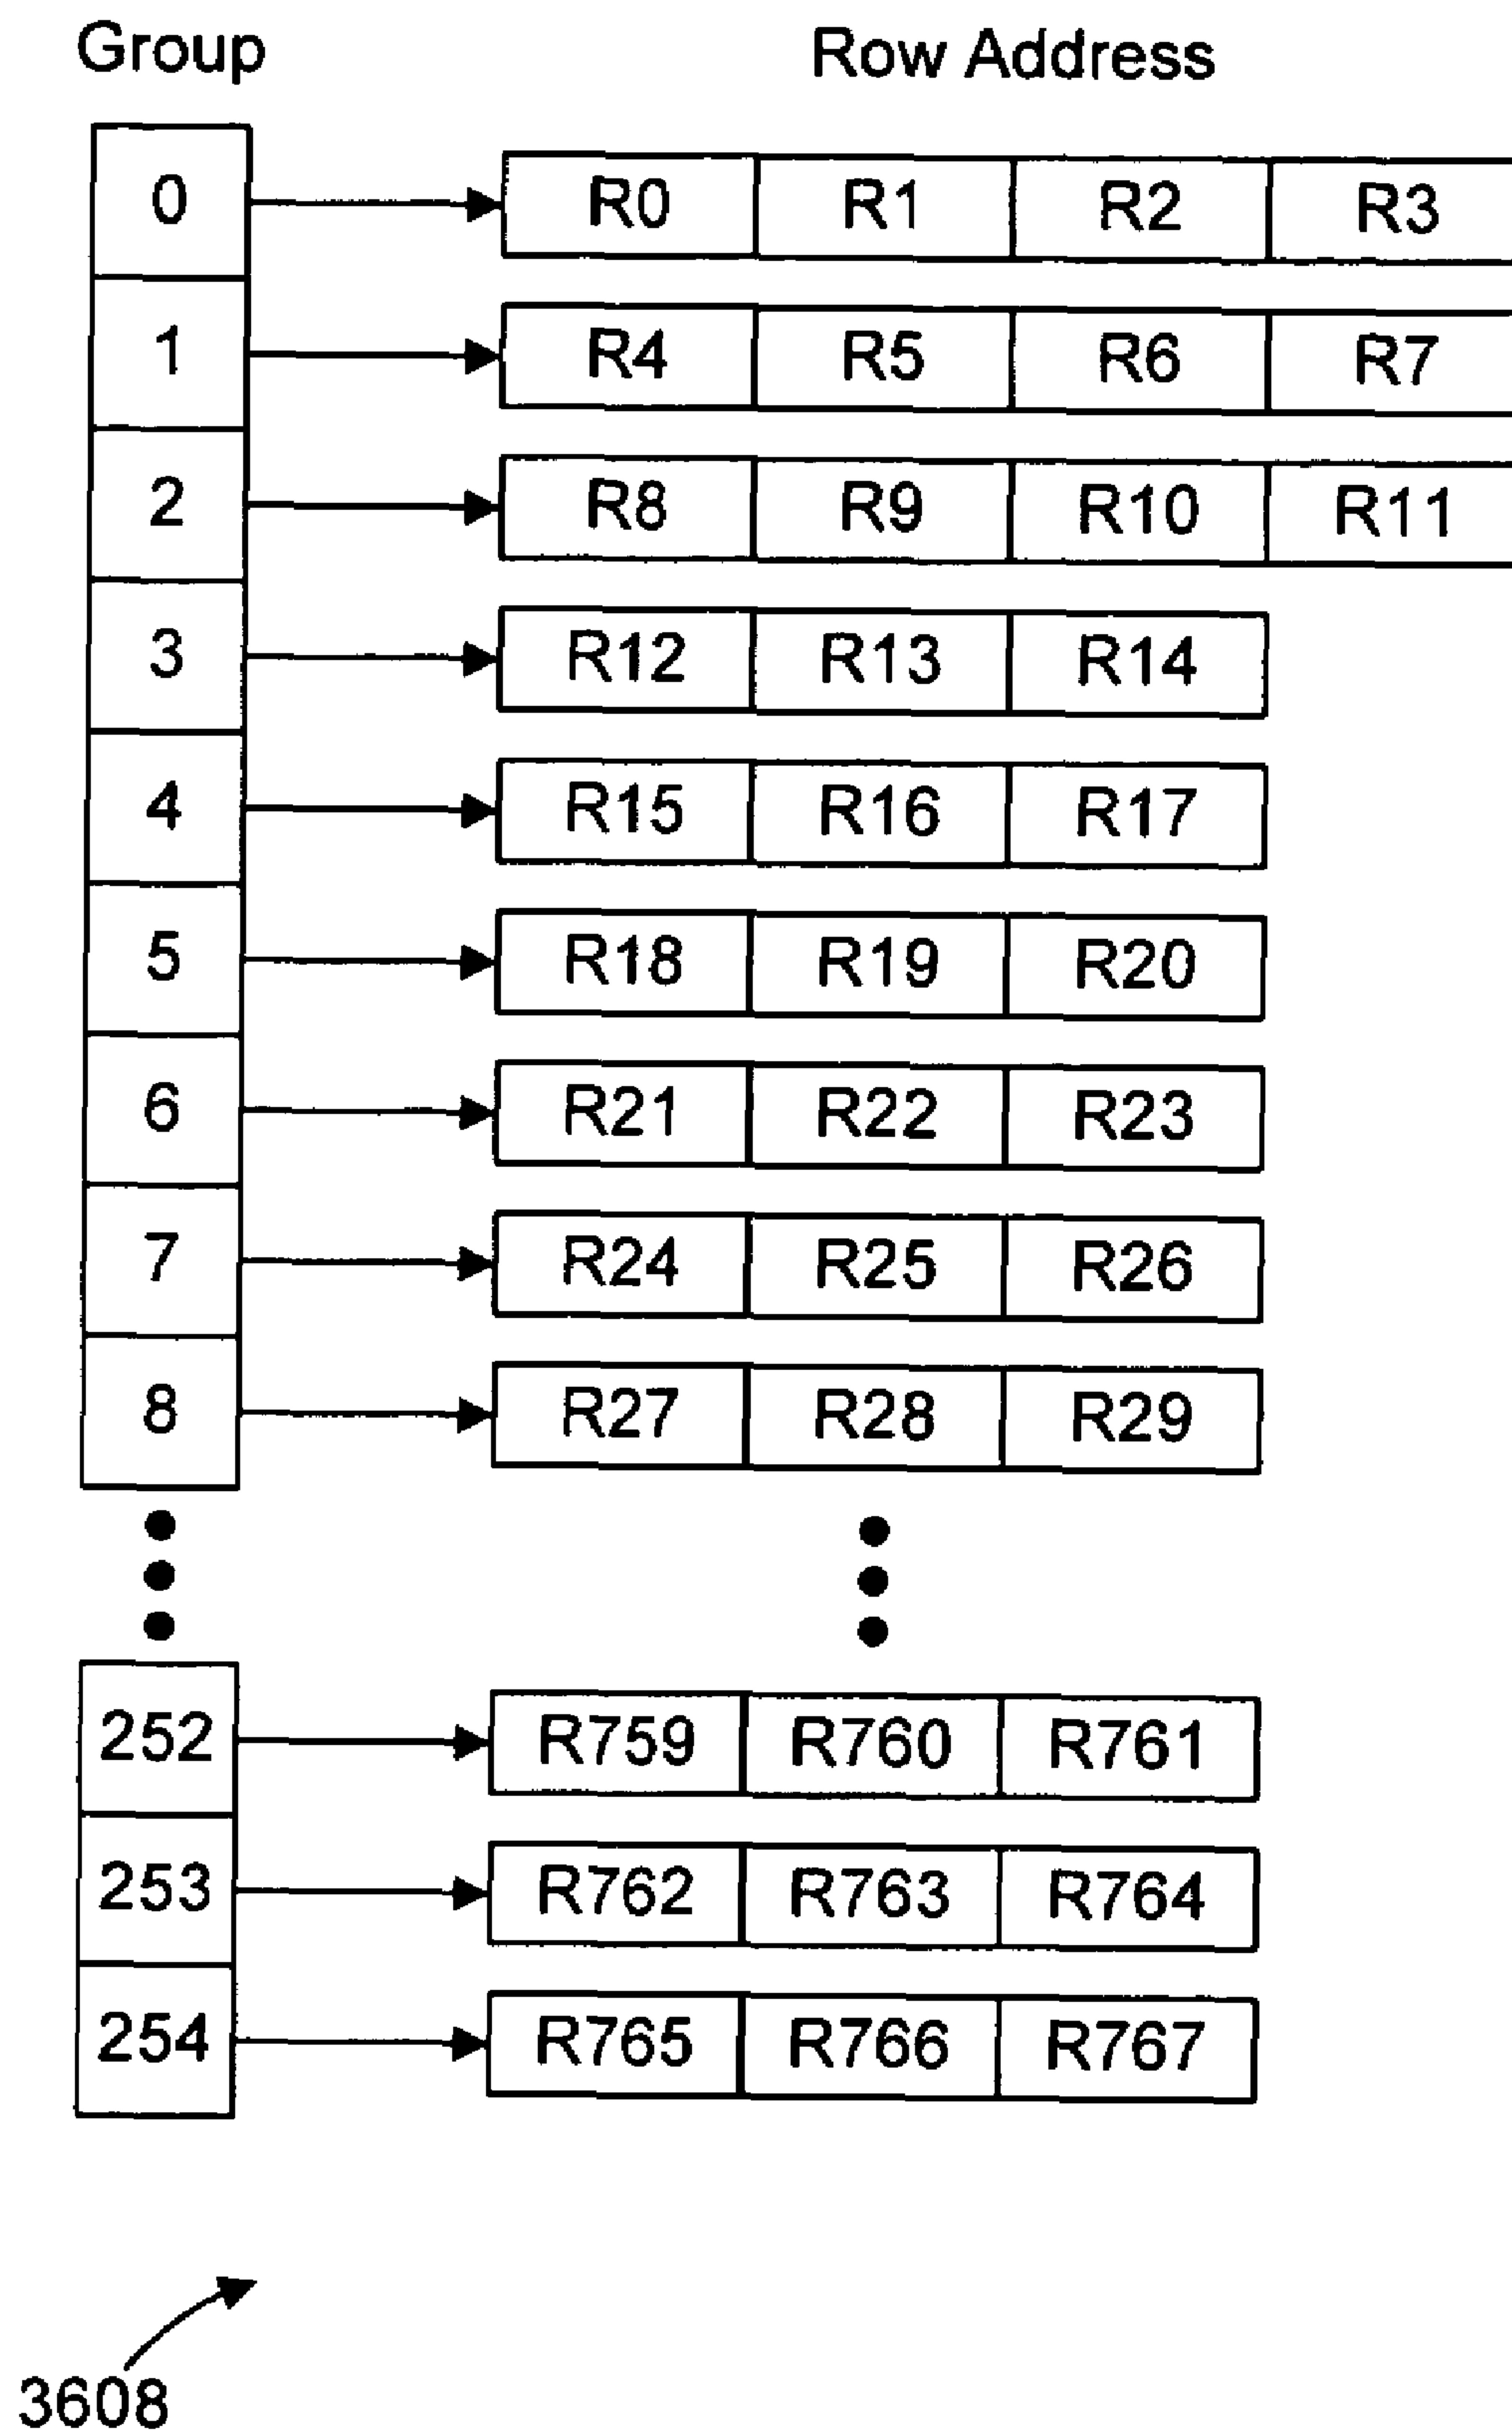 Group Row Address
0 R0 R1 R2 R3
1 R4 R5 R6 R7
2 R8 R9 R10 R11
3 R12 R13 R14
4 R15 R16 R17
5 R18 R19 R20
6 R21 R22 R23
7 R24 R25 R26
8 R27 R28 R29
252 R759 R760 R761
253 R762 R763 R764
254 R765 R766 R767
3608